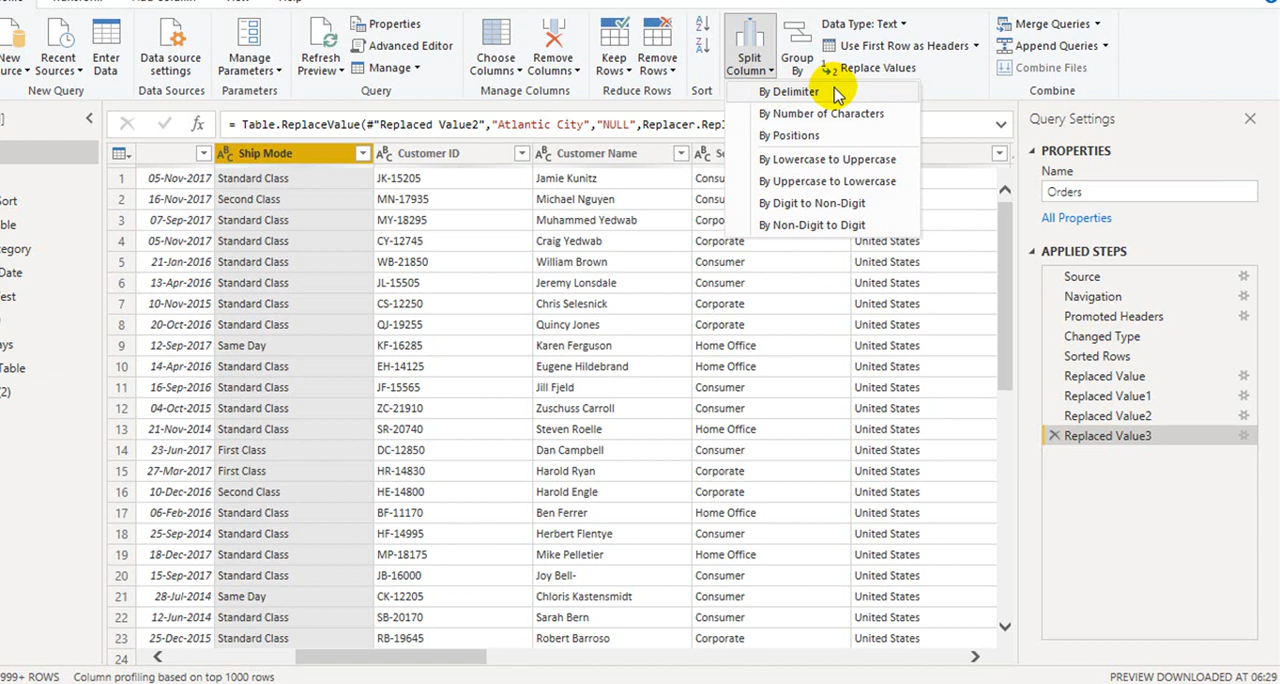 New
Source
Recent
Sources
Enter
Data
New Query
Data source
settings
Data Sources
Manage
Parameters
Parameters
Refresh
Preview
Properties
Advanced Editor
Manage
Query
Choose
Columns
Remove
Columns
Manage Columns
Keep
Rows
Remove
Rows
Reduce Rows
Sort
Split
Column
Group
By
Data Type: Text
Use First Row as Headers
Replace Values
Merge Queries
Append Queries
Combine Files
Combine
By Delimiter
By Number of Characters
By Positions
By Lowercase to Uppercase
By Uppercase to Lowercase
By Digit to Non-Digit
By Non-Digit to Digit
fx = Table.ReplaceValue(#"Replaced Value2","Atlantic City","NULL",Replacer.Repl
Ship Mode Customer ID Customer Name
1 05-Nov-2017 Standard Class JK-15205 Jamie Kunitz
2 16-Nov-2017 Second Class MN-17935 Michael Nguyen
3 07-Sep-2017 Standard Class MY-18295 Muhammed Yedwab
4 05-Nov-2017 Standard Class CY-12745 Craig Yedwab Corporate United States
5 21-Jan-2016 Standard Class WB-21850 William Brown Consumer United States
6 13-Apr-2016 Standard Class JL-15505 Jeremy Lonsdale Consumer United States
7 10-Nov-2015 Standard Class CS-12250 Chris Selesnick Corporate United States
8 20-Oct-2016 Standard Class QJ-19255 Quincy Jones Corporate United States
9 12-Sep-2017 Same Day KF-16285 Karen Ferguson Home Office United States
10 14-Apr-2016 Standard Class EH-14125 Eugene Hildebrand Home Office United States
11 16-Sep-2016 Standard Class JF-15565 Jill Fjeld Consumer United States
12 04-Oct-2015 Standard Class ZC-21910 Zuschuss Carroll Consumer United States
13 21-Nov-2014 Standard Class SR-20740 Steven Roelle Home Office United States
14 23-Jun-2017 First Class DC-12850 Dan Campbell Consumer United States
15 27-Mar-2017 First Class HR-14830 Harold Ryan Corporate United States
16 10-Dec-2016 Second Class HE-14800 Harold Engle Corporate United States
17 06-Feb-2016 Standard Class BF-11170 Ben Ferrer Home Office United States
18 25-Sep-2014 Standard Class HF-14995 Herbert Flentye Consumer United States
19 18-Dec-2017 Standard Class MP-18175 Mike Pelletier Home Office United States
20 15-Sep-2017 Standard Class JB-16000 Joy Bell- Consumer United States
21 28-Jul-2014 Same Day CK-12205 Chloris Kastensmidt Consumer United States
22 12-Jun-2014 Standard Class SB-20170 Sarah Bern Consumer United States
23 25-Dec-2015 Standard Class RB-19645 Robert Barroso Corporate United States
24
Query Settings
PROPERTIES
Name
Orders
All Properties
APPLIED STEPS
Source
Navigation
Promoted Headers
Changed Type
Sorted Rows
Replaced Value
Replaced Value1
Replaced Value2
Replaced Value3
999+ ROWS Column profiling based on top 1000 rows
PREVIEW DOWNLOADED AT 06:29